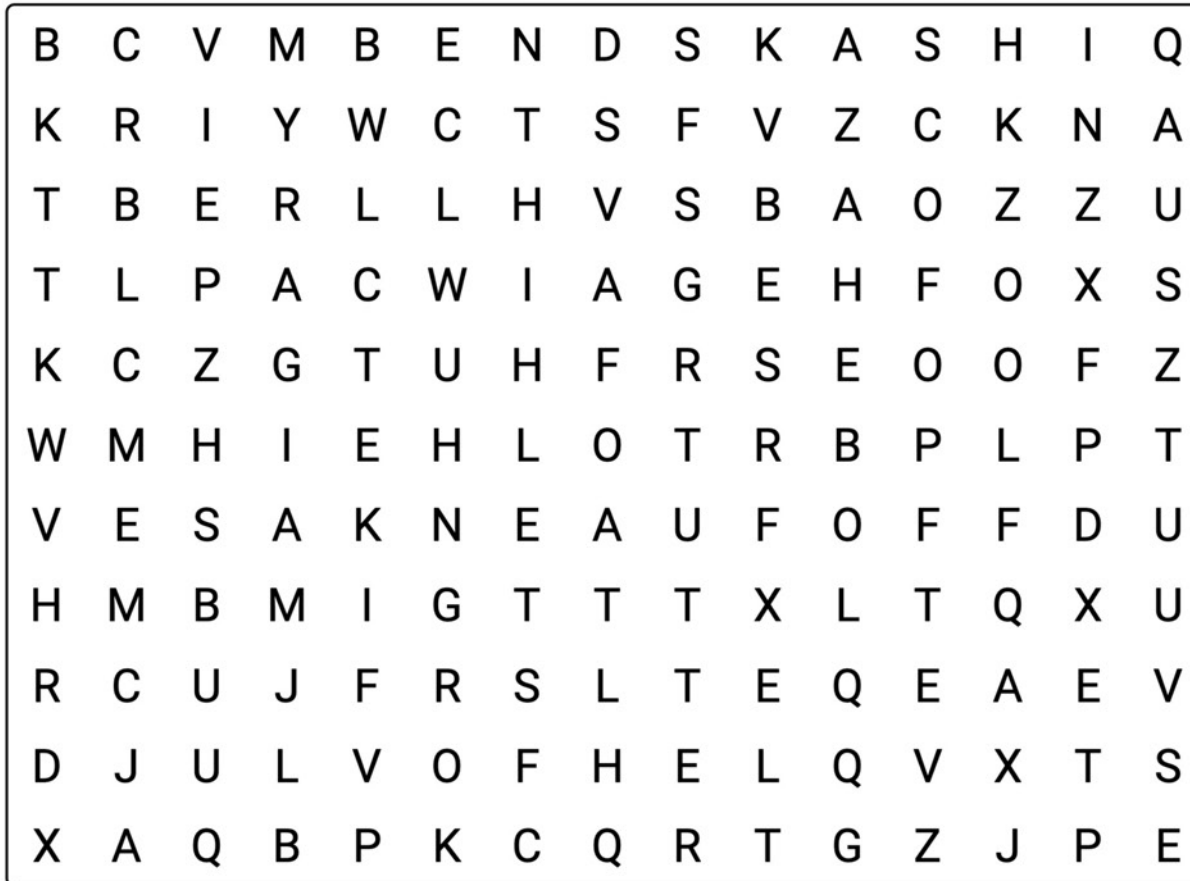 B C V M B E N D S K A S H I Q
K R I Y W C T S F V Z C K N A
T B E R L L H V S B A O Z Z U
T L P A C W I A G E H F O X S
K C Z G T U H F R S E O O F Z
W M H I E H L O T R B P L P T
V E S A K N E A U F O F F D U
H M B M I G T T T X L T Q X U
R C U J F R S L T E Q E A E V
D J U L V O F H E L Q V X T S
X A Q B P K C Q R T G Z J P E